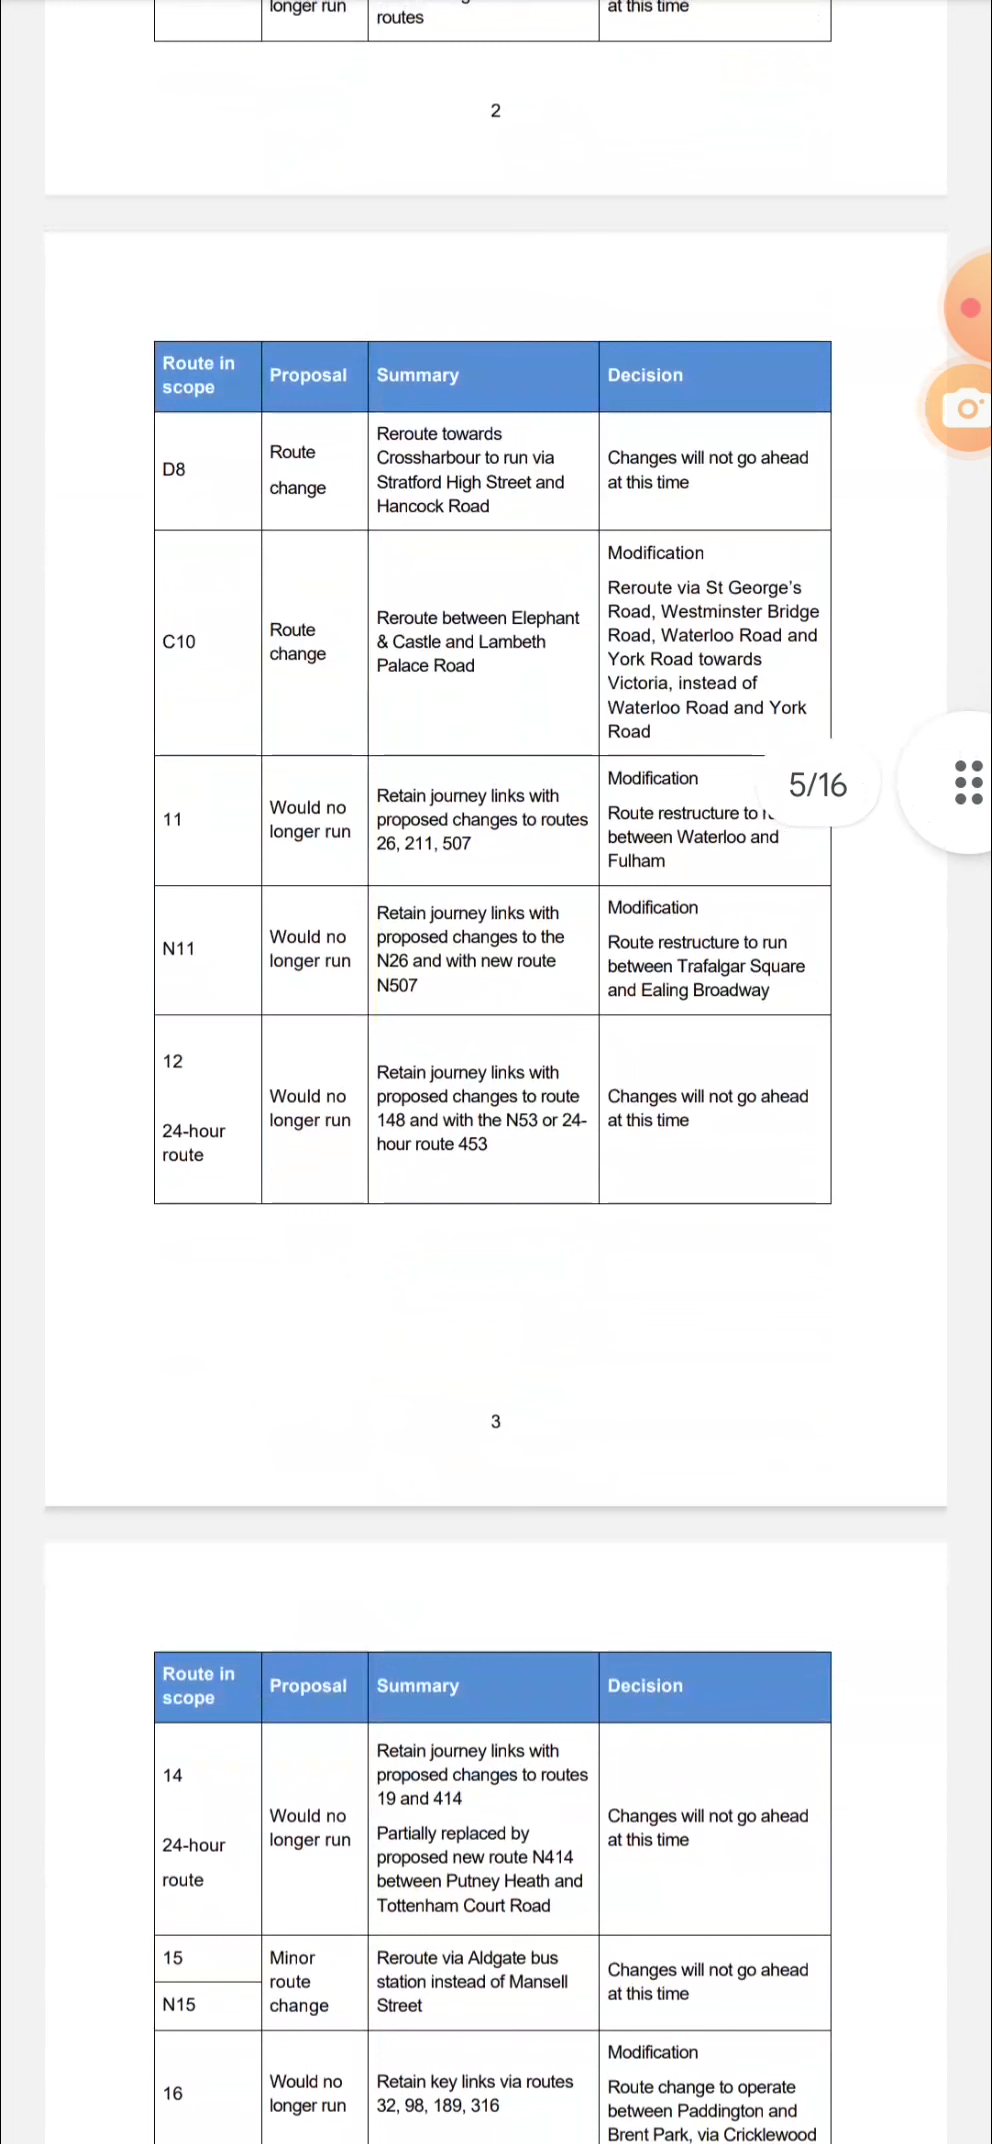 longer run
routes
at this time
2
Route in
scope
Proposal
Summary
Decision
D8
Route
change
Reroute towards
Crossharbour to run via
Stratford High Street and
Hancock Road
Changes will not go ahead
at this time
C10
Route
change
Reroute between Elephant
& Castle and Lambeth
Palace Road
Modification
Reroute via St George's
Road, Westminster Bridge
Road, Waterloo Road and
York Road towards
Victoria, instead of
Waterloo Road and York
Road
5/16
11
Would no
longer run
Retain journey links with
proposed changes to routes
26, 211, 507
Modification
Route restructure to
between Waterloo and
Fulham
N11
Would no
longer run
Retain journey links with
proposed changes to the
N26 and with new route
N507
Modification
Route restructure to run
between Trafalgar Square
and Ealing Broadway
12
24-hour
route
Would no
longer run
Retain journey links with
proposed changes to route
148 and with the N53 or 24-
hour route 453
Changes will not go ahead
at this time
3
Route in
scope
Proposal
Summary
Decision
14
24-hour
route
Would no
longer run
Retain journey links with
proposed changes to routes
19 and 414
Partially replaced by
proposed new route N414
between Putney Heath and
Tottenham Court Road
Changes will not go ahead
at this time
15
N15
Minor
route
change
Reroute via Aldgate bus
station instead of Mansell
Street
Changes will not go ahead
at this time
16
Would no
longer run
Retain key links via routes
32, 98, 189, 316
Modification
Route change to operate
between Paddington and
Brent Park, via Cricklewood